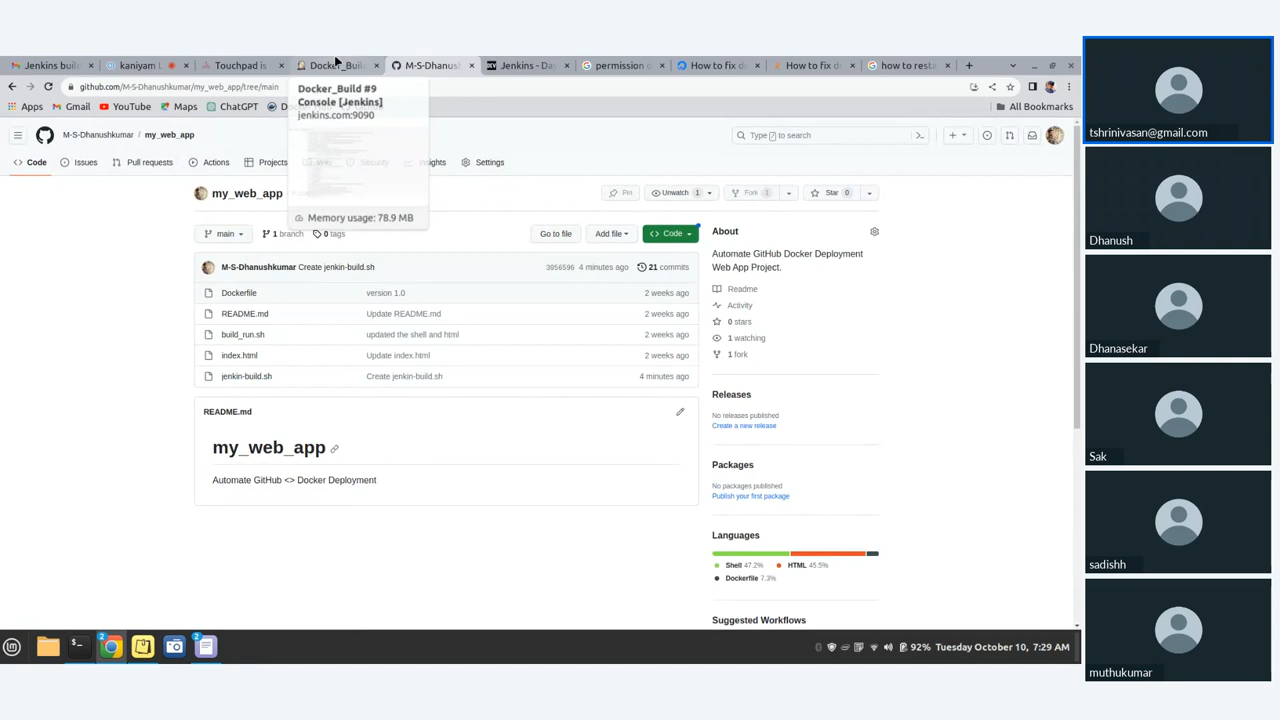 Jenkins buil
kaniyam L
Touchpad is
Docker_Buil
M-S-Dhanush
Jenkins - Da
permission d
How to fix d
How to fix d
how to resta
github.com/M-S-Dhanushkumar/my_web_app/tree/main
Apps
Gmail
YouTube
Maps
ChatGPT
All Bookmarks
Docker_Build #9
Console [Jenkins]
jenkins.com:9090
Memory usage: 78.9 MB
M-S-Dhanushkumar / my_web_app
Type / to search
Code
Issues
Pull requests
Actions
Projects
Security
Insights
Settings
my_web_app
Pin
Unwatch 1
Fork 1
Star 0
main
1 branch
0 tags
Go to file
Add file
Code
M-S-Dhanushkumar Create jenkin-build.sh
3956596 4 minutes ago
21 commits
Dockerfile version 1.0 2 weeks ago
README.md Update README.md 2 weeks ago
build_run.sh updated the shell and html 2 weeks ago
index.html Update index.html 2 weeks ago
jenkin-build.sh Create jenkin-build.sh 4 minutes ago
README.md
my_web_app
Automate GitHub <> Docker Deployment
About
Automate GitHub Docker Deployment
Web App Project.
Readme
Activity
0 stars
1 watching
1 fork
Releases
No releases published
Create a new release
Packages
No packages published
Publish your first package
Languages
Shell 47.2%
HTML 45.5%
Dockerfile 7.3%
Suggested Workflows
2
2
92% Tuesday October 10, 7:29 AM
tshrinivasan@gmail.com
Dhanush
Dhanasekar
Sak
sadishh
muthukumar